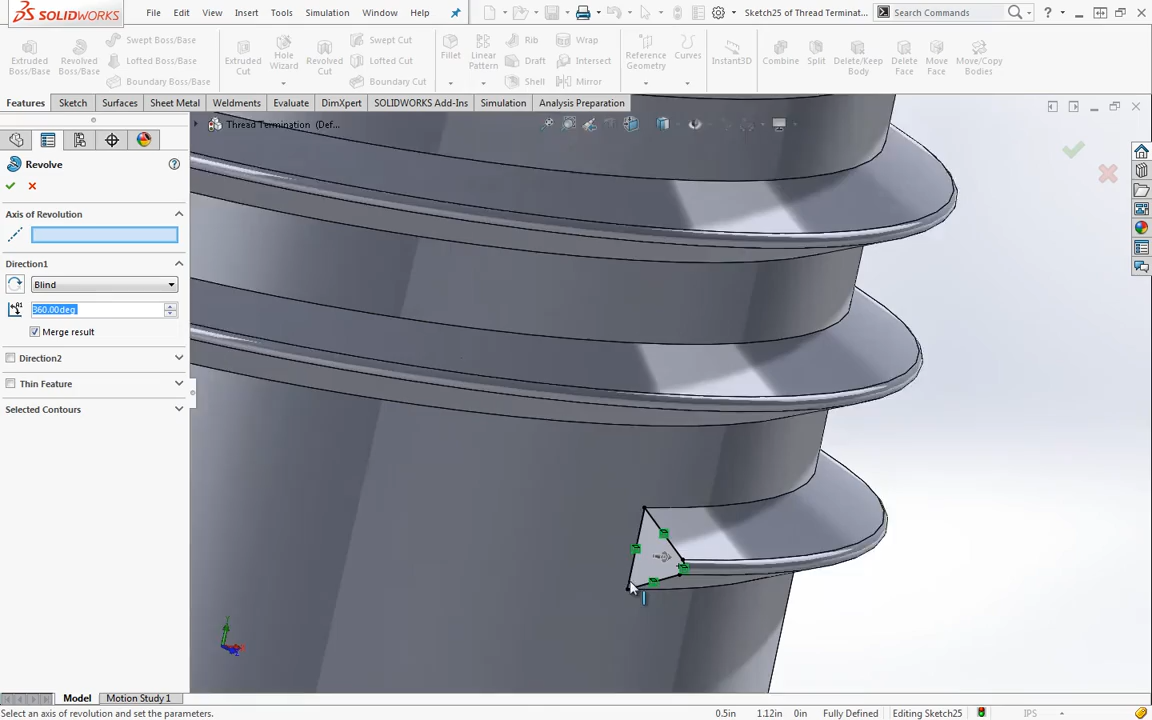 SOLIDWORKS File Edit View Insert Tools Simulation Window Help Sketch25 of Thread Terminat... Search Commands ?
Extruded Boss/Base
Revolved Boss/Base
Swept Boss/Base
Lofted Boss/Base
Boundary Boss/Base
Extruded Cut
Hole Wizard
Revolved Cut
Swept Cut
Lofted Cut
Boundary Cut
Fillet
Linear Pattern
Rib
Draft
Shell
Wrap
Intersect
Mirror
Reference Geometry
Curves
Instant3D
Combine
Split
Delete/Keep Body
Delete Face
Move Face
Move/Copy Bodies
Features Sketch Surfaces Sheet Metal Weldments Evaluate DimXpert SOLIDWORKS Add-Ins Simulation Analysis Preparation
Thread Termination (Def...
Revolve
Axis of Revolution
Direction1
Blind
360.00deg
Merge result
Direction2
Thin Feature
Selected Contours
Model Motion Study 1
Select an axis of revolution and set the parameters. 0.5in 1.12in 0in Fully Defined Editing Sketch25 IPS